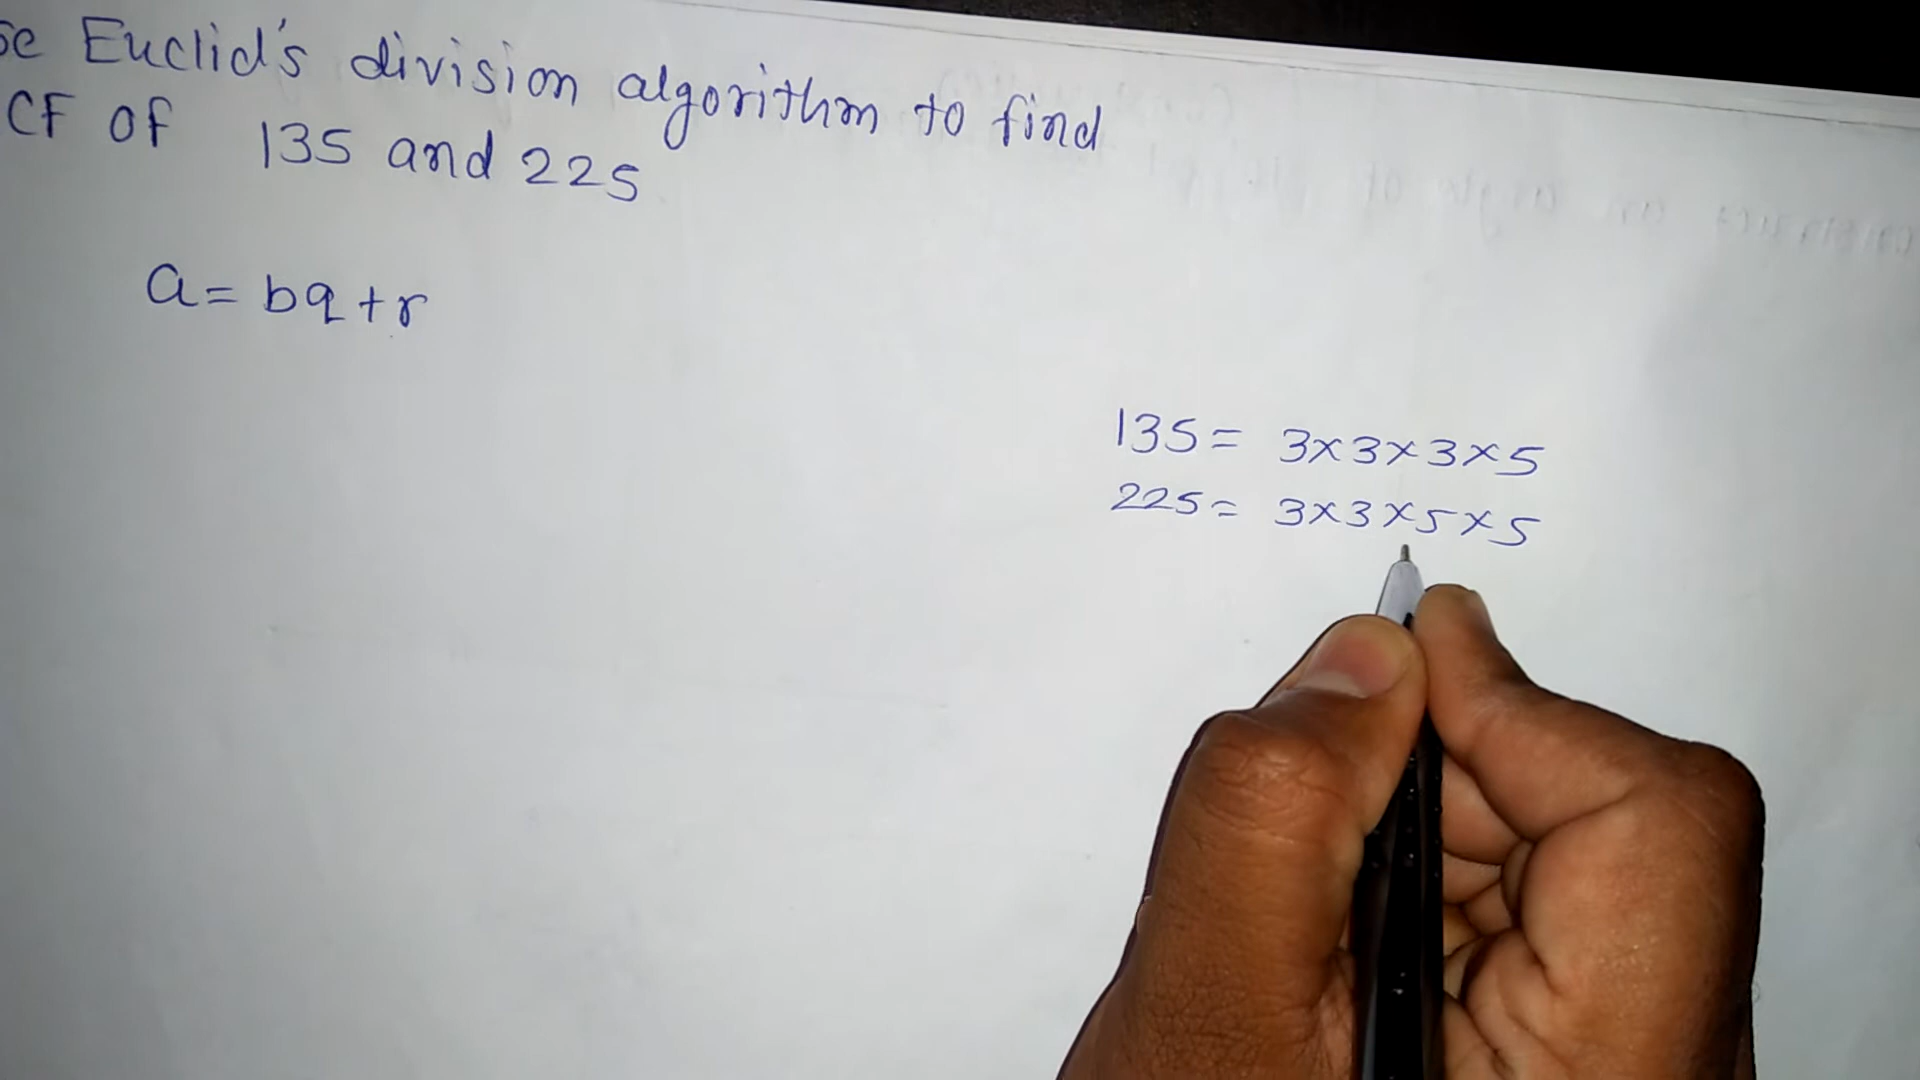 se Euclid's division algorithm to find
CF of 135 and 225
a = bq + r
135 = 3×3×3×5
225 = 3×3×5×5